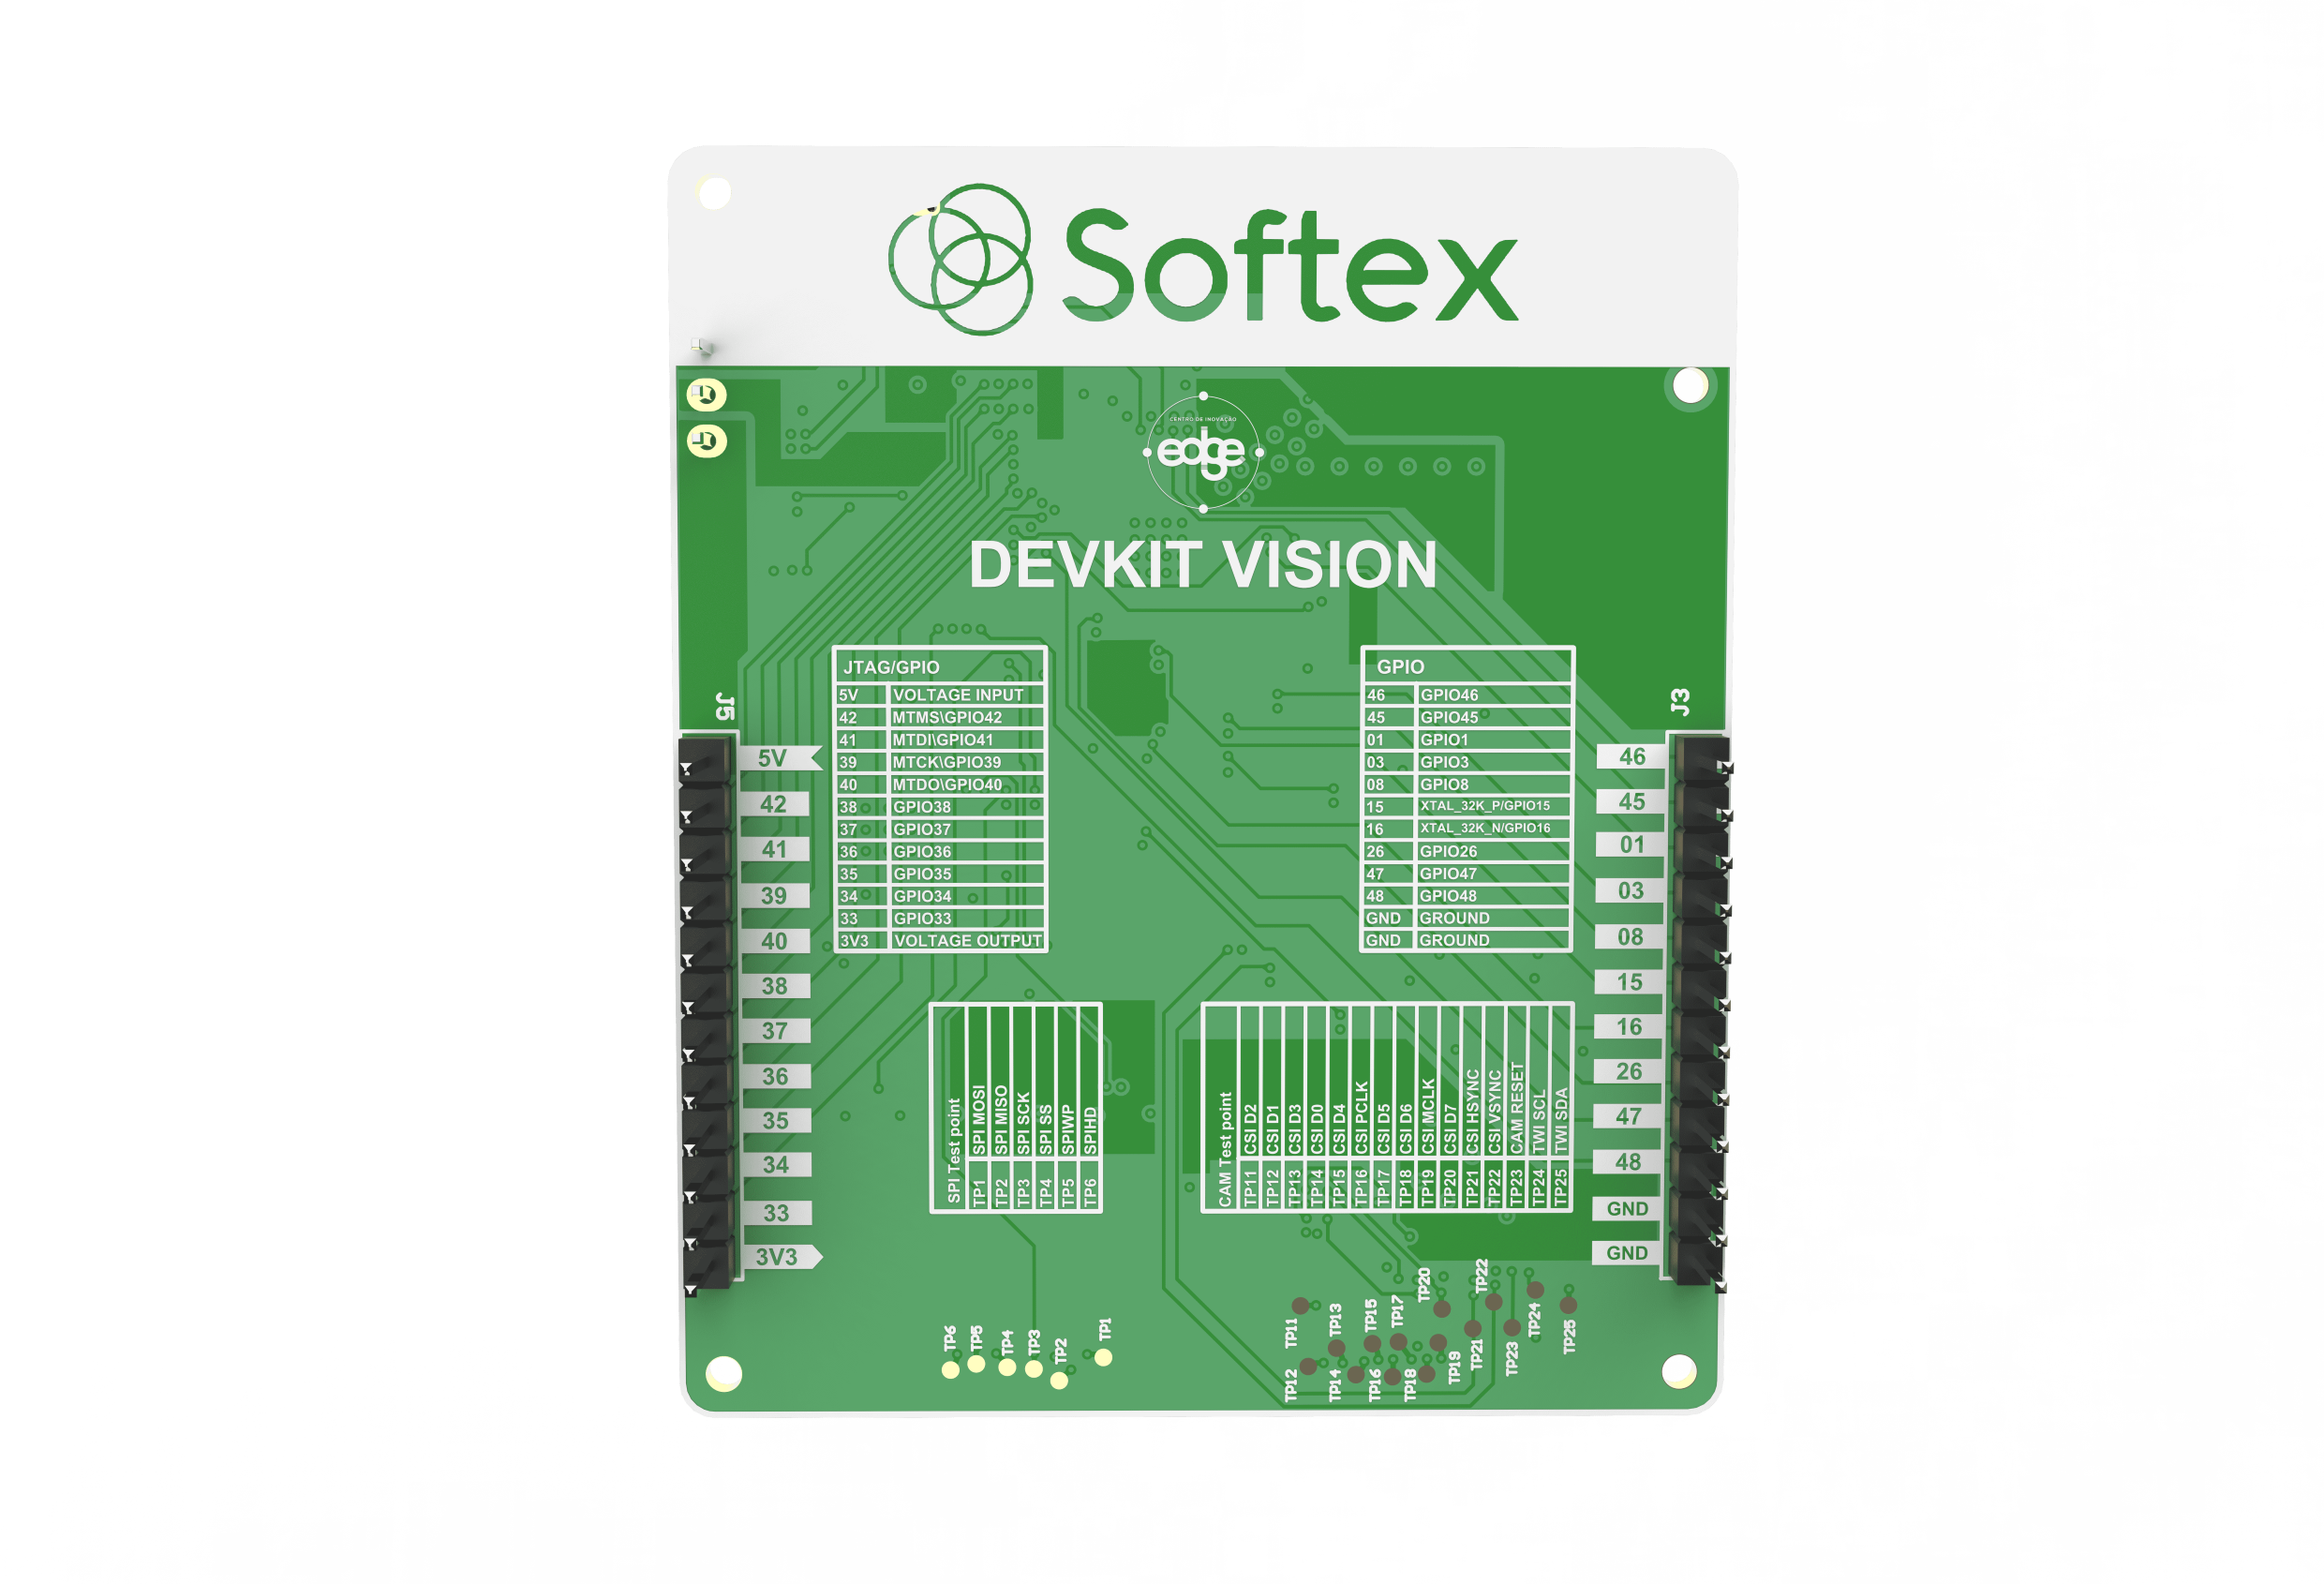 Softex
CENTRO DE INOVAÇÃO
edge
DEVKIT VISION
J5
5V
42
41
39
40
38
37
36
35
34
33
3V3
JTAG/GPIO
5V VOLTAGE INPUT
42 MTMS\GPIO42
41 MTDI\GPIO41
39 MTCK\GPIO39
40 MTDO\GPIO40
38 GPIO38
37 GPIO37
36 GPIO36
35 GPIO35
34 GPIO34
33 GPIO33
3V3 VOLTAGE OUTPUT
GPIO
46 GPIO46
45 GPIO45
01 GPIO1
03 GPIO3
08 GPIO8
15 XTAL_32K_P/GPIO15
16 XTAL_32K_N/GPIO16
26 GPIO26
47 GPIO47
48 GPIO48
GND GROUND
GND GROUND
J3
46
45
01
03
08
15
16
26
47
48
GND
GND
SPI Test point
TP1 SPI MOSI
TP2 SPI MISO
TP3 SPI SCK
TP4 SPI SS
TP5 SPIWP
TP6 SPIHD
CAM Test point
TP11 CSI D2
TP12 CSI D1
TP13 CSI D3
TP14 CSI D0
TP15 CSI D4
TP16 CSI PCLK
TP17 CSI D5
TP18 CSI D6
TP19 CSI MCLK
TP20 CSI D7
TP21 CSI HSYNC
TP22 CSI VSYNC
TP23 CAM RESET
TP24 TWI SCL
TP25 TWI SDA
TP6
TP5
TP4
TP3
TP2
TP1
TP11
TP12
TP13
TP14
TP15
TP16
TP17
TP18
TP20
TP19
TP22
TP21
TP23
TP24
TP25